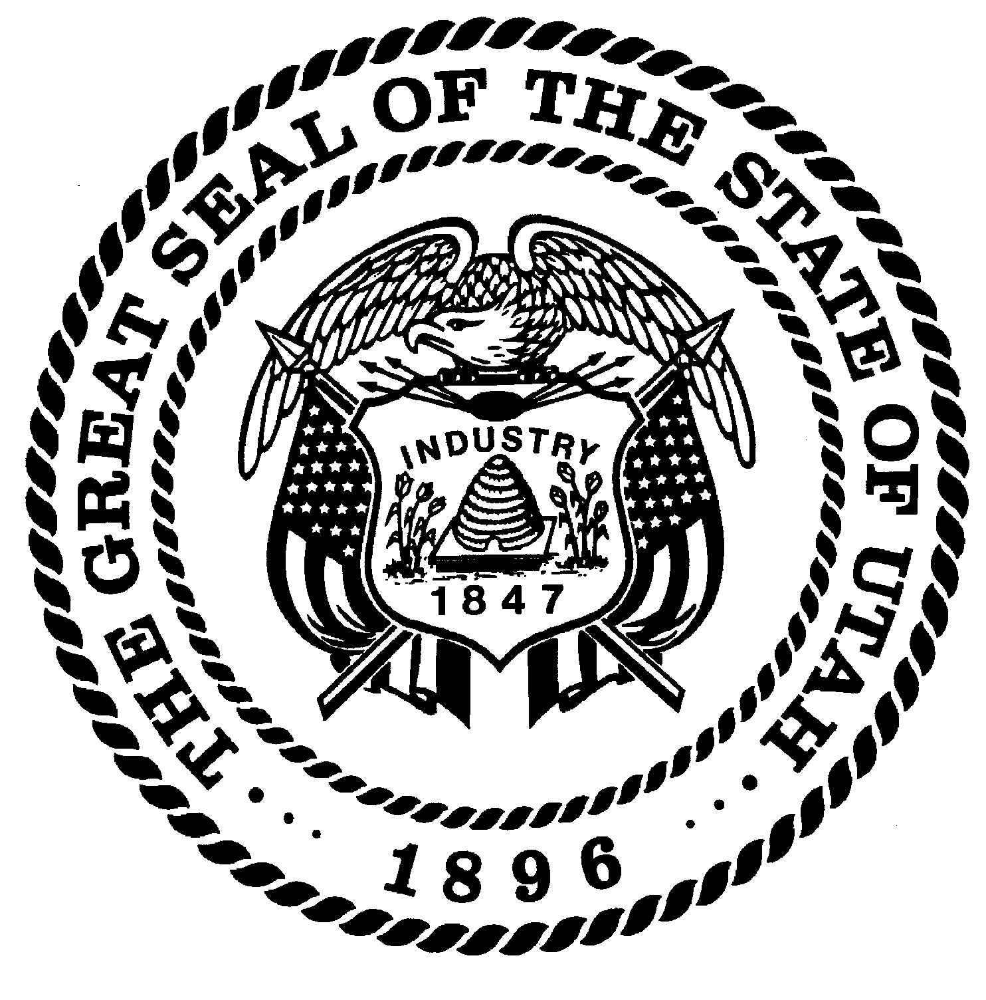 THE GREAT SEAL OF THE STATE OF UTAH
INDUSTRY
1847
1896